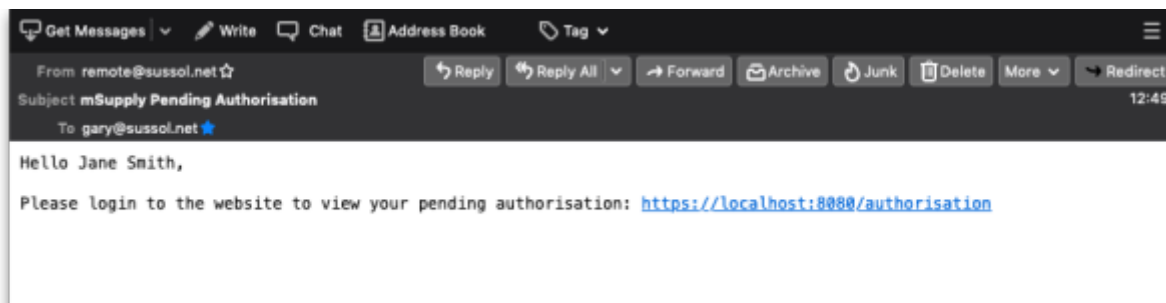 Get Messages Write Chat Address Book Tag
From remote@sussol.net Reply Reply All Forward Archive Junk Delete More Redirect
Subject mSupply Pending Authorisation 12:49
To gary@sussol.net
Hello Jane Smith,
Please login to the website to view your pending authorisation: https://localhost:8080/authorisation